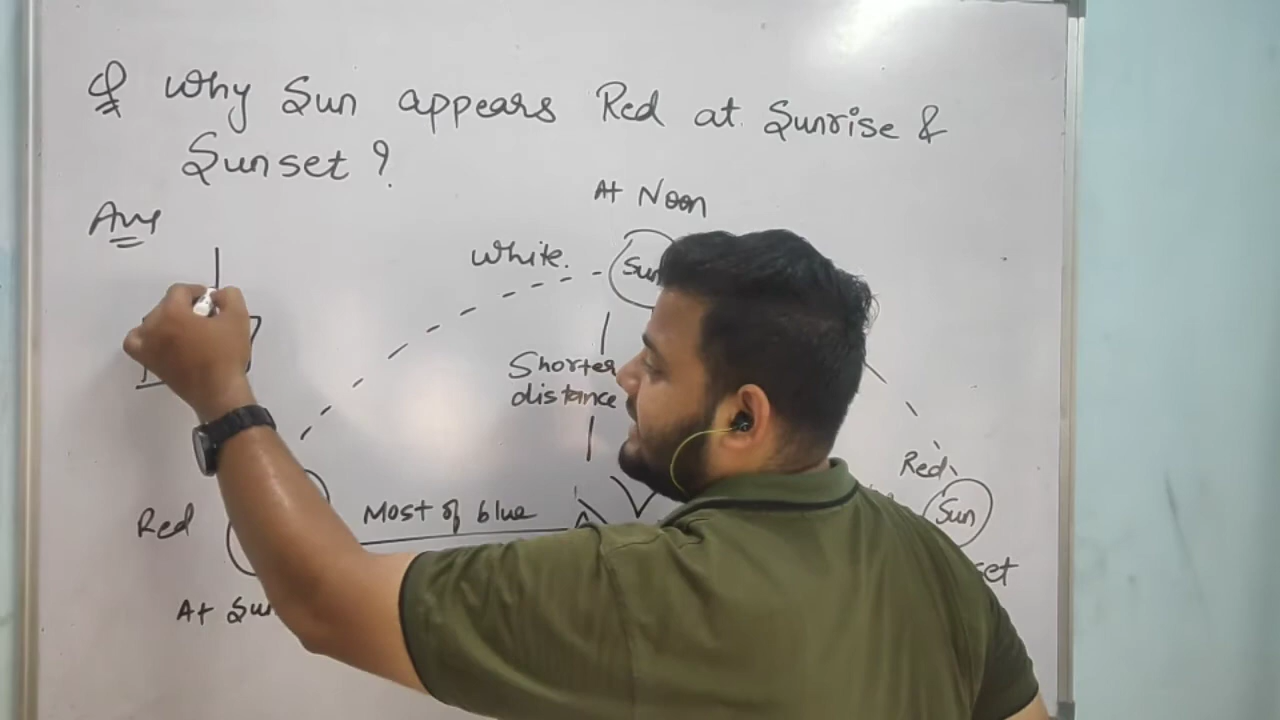 Q Why Sun appears Red at Sunrise &
Sunset ?
Ans
At Noon
White.
Sun
Shorter
distance
Red
Sun
Red
Most of blue
At
set